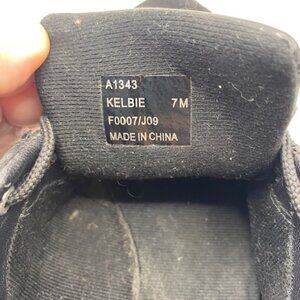 A1343
KELBIE 7M
F0007/J09
MADE IN CHINA